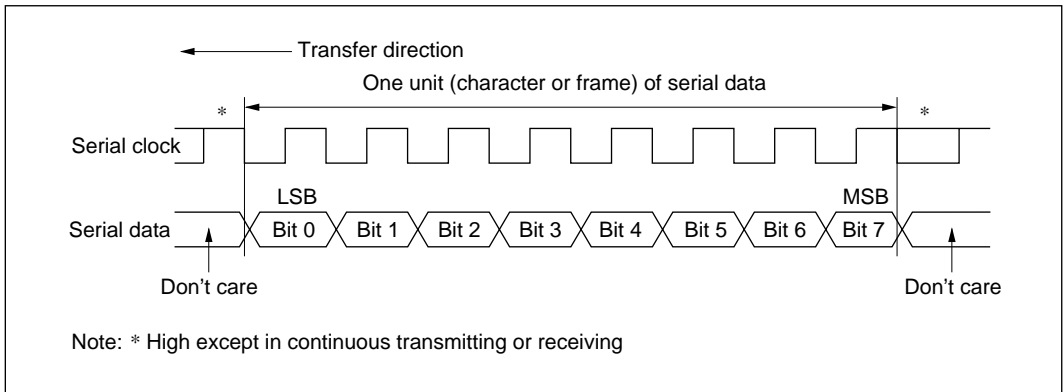 Transfer direction
One unit (character or frame) of serial data
* *
Serial clock
LSB MSB
Serial data Bit 0 Bit 1 Bit 2 Bit 3 Bit 4 Bit 5 Bit 6 Bit 7
Don't care Don't care
Note: * High except in continuous transmitting or receiving